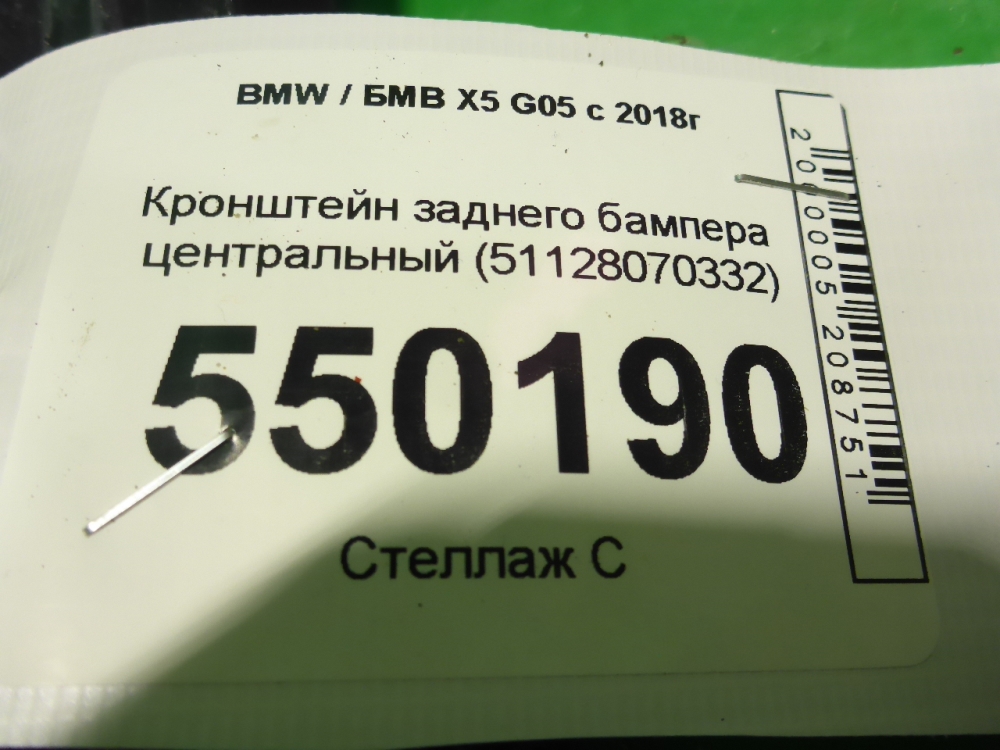 BMW / БМВ X5 G05 с 2018г
Кронштейн заднего бампера
центральный (51128070332)
550190
Стеллаж С
2000005208751